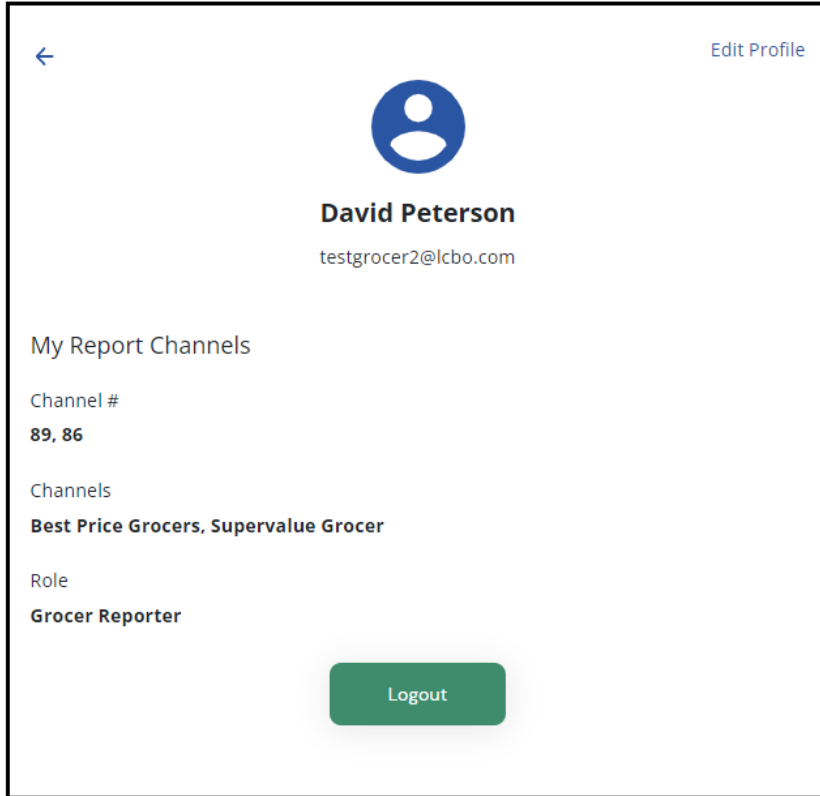 Edit Profile
David Peterson
testgrocer2@lcbo.com
My Report Channels
Channel #
89, 86
Channels
Best Price Grocers, Supervalue Grocer
Role
Grocer Reporter
Logout